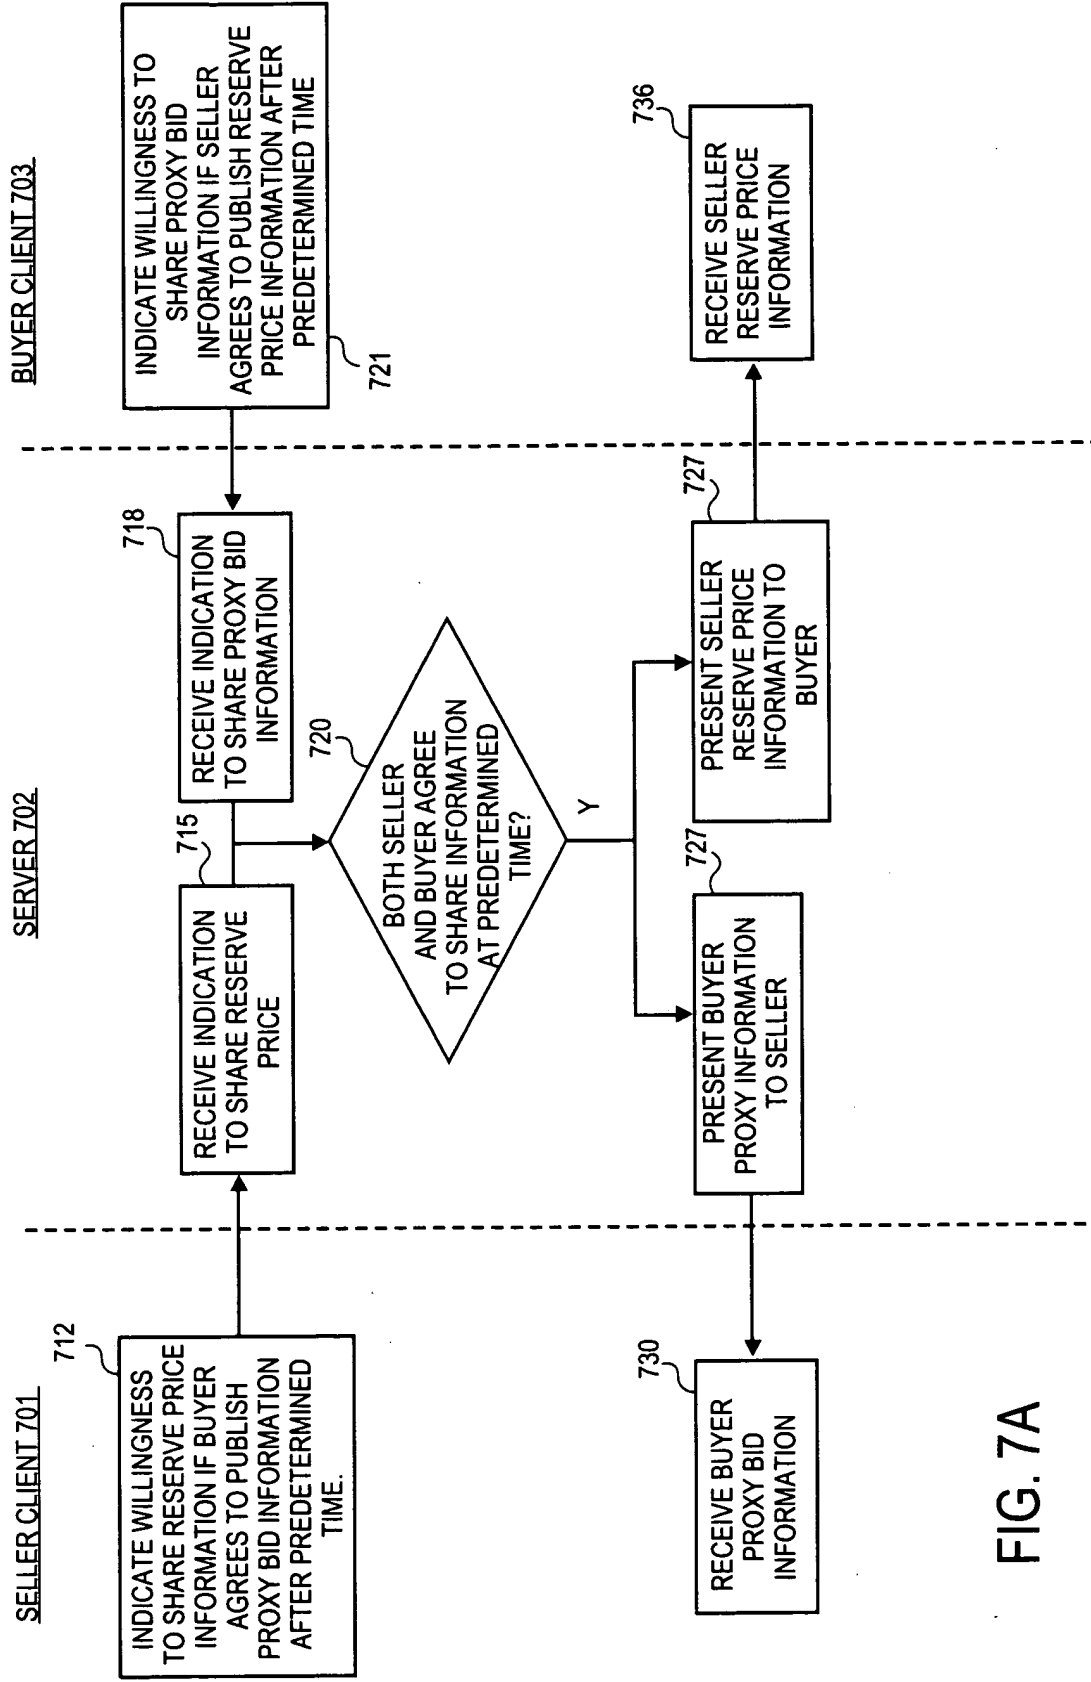 SELLER CLIENT 701
SERVER 702
BUYER CLIENT 703
712
INDICATE WILLINGNESS
TO SHARE RESERVE PRICE
INFORMATION IF BUYER
AGREES TO PUBLISH
PROXY BID INFORMATION
AFTER PREDETERMINED
TIME.
715
RECEIVE INDICATION
TO SHARE RESERVE
PRICE
718
RECEIVE INDICATION
TO SHARE PROXY BID
INFORMATION
INDICATE WILLINGNESS TO
SHARE PROXY BID
INFORMATION IF SELLER
AGREES TO PUBLISH RESERVE
PRICE INFORMATION AFTER
PREDETERMINED TIME
721
720
BOTH SELLER
AND BUYER AGREE
TO SHARE INFORMATION
AT PREDETERMINED
TIME?
Y
730
RECEIVE BUYER
PROXY BID
INFORMATION
727
PRESENT BUYER
PROXY INFORMATION
TO SELLER
727
PRESENT SELLER
RESERVE PRICE
INFORMATION TO
BUYER
736
RECEIVE SELLER
RESERVE PRICE
INFORMATION
FIG. 7A